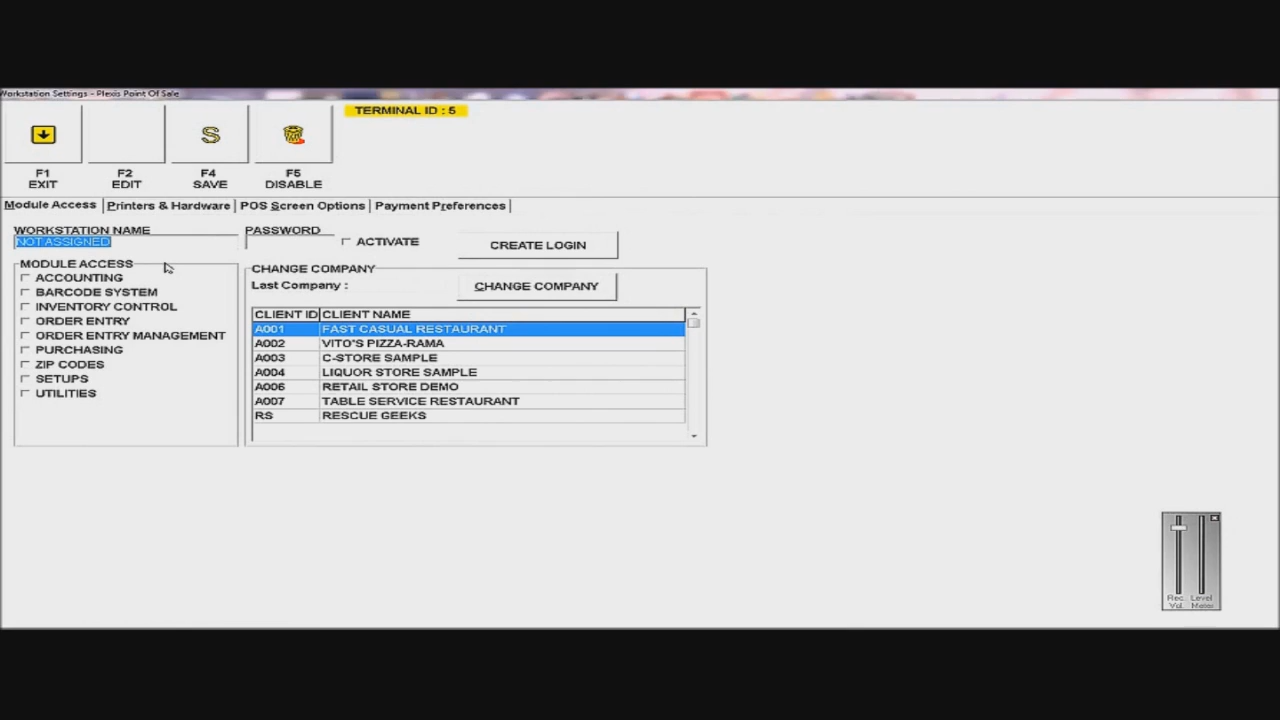 Workstation Settings - Plexis Point Of Sale
TERMINAL ID : 5
S
F1 F2 F4 F5
EXIT EDIT SAVE DISABLE
Module Access Printers & Hardware POS Screen Options Payment Preferences
WORKSTATION NAME PASSWORD
NOT ASSIGNED ACTIVATE CREATE LOGIN
MODULE ACCESS
ACCOUNTING
BARCODE SYSTEM
INVENTORY CONTROL
ORDER ENTRY
ORDER ENTRY MANAGEMENT
PURCHASING
ZIP CODES
SETUPS
UTILITIES
CHANGE COMPANY
Last Company : CHANGE COMPANY
CLIENT ID CLIENT NAME
A001 FAST CASUAL RESTAURANT
A002 VITO'S PIZZA-RAMA
A003 C-STORE SAMPLE
A004 LIQUOR STORE SAMPLE
A006 RETAIL STORE DEMO
A007 TABLE SERVICE RESTAURANT
RS RESCUE GEEKS
Rec. Level
Vol. Meter